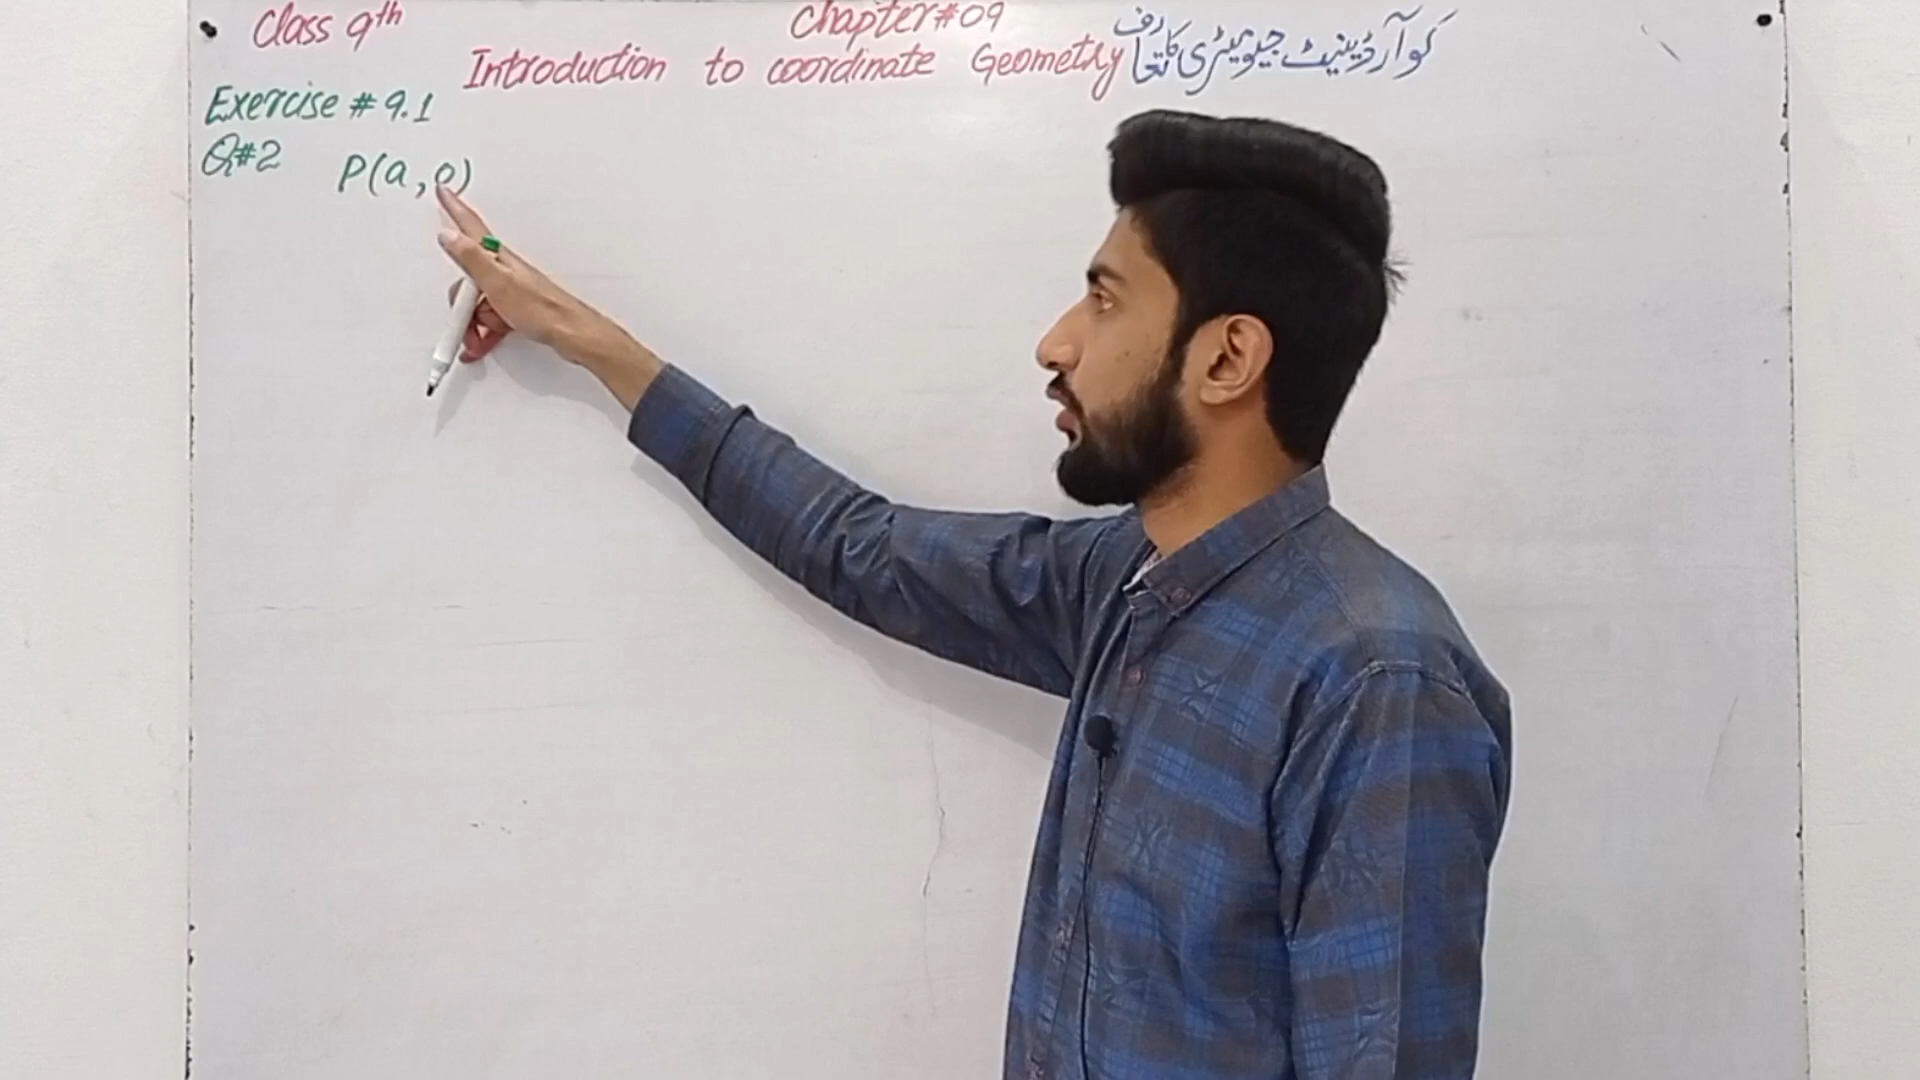 Class 9th
Chapter#09
Introduction to coordinate Geometry کوآرڈینیٹ جیومیٹری کا تعارف
Exercise # 9.1
Q#2 P(a,0)